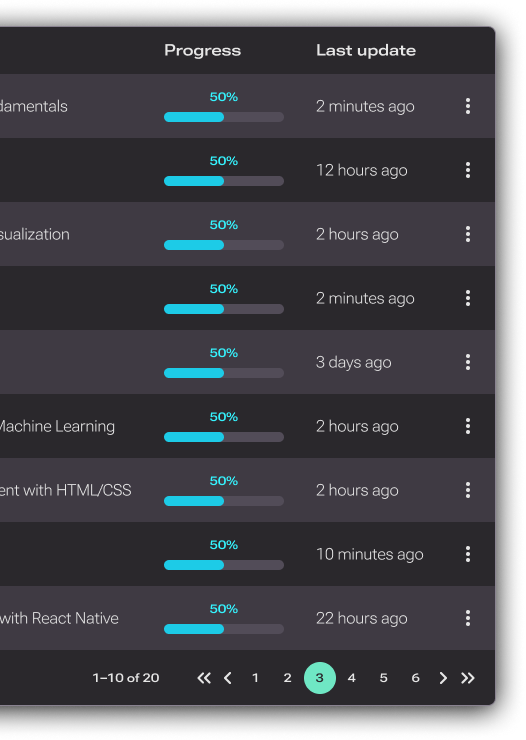 Progress Last update
50%
damentals 2 minutes ago
50%
12 hours ago
50%
sualization 2 hours ago
50%
2 minutes ago
50%
3 days ago
50%
Machine Learning 2 hours ago
50%
ent with HTML/CSS 2 hours ago
50%
10 minutes ago
50%
with React Native 22 hours ago
1–10 of 20 1 2 3 4 5 6